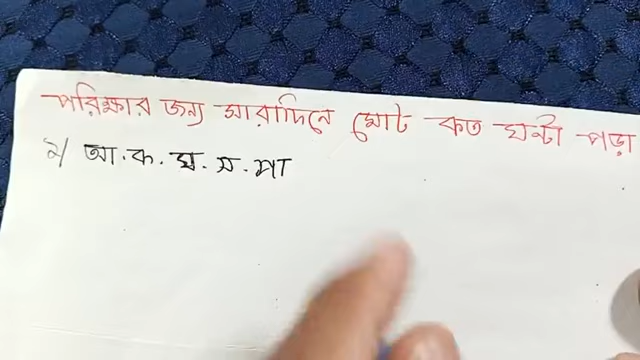 পরিক্ষার জন্য সারাদিনে মোট কত ঘন্টা পড়া
১/ আ.ক.ঘ.ম.পা